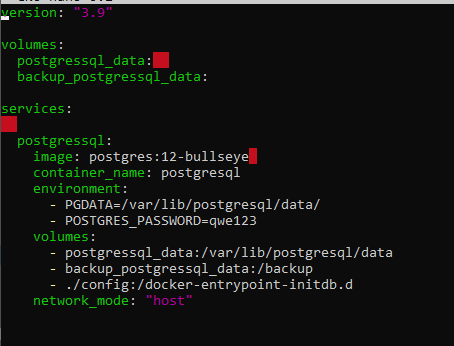 version: "3.9"

volumes:
  postgressql_data:
  backup_postgressql_data:

services:

  postgressql:
    image: postgres:12-bullseye
    container_name: postgresql
    environment:
      - PGDATA=/var/lib/postgresql/data/
      - POSTGRES_PASSWORD=qwe123
    volumes:
      - postgressql_data:/var/lib/postgresql/data
      - backup_postgressql_data:/backup
      - ./config:/docker-entrypoint-initdb.d
    network_mode: "host"